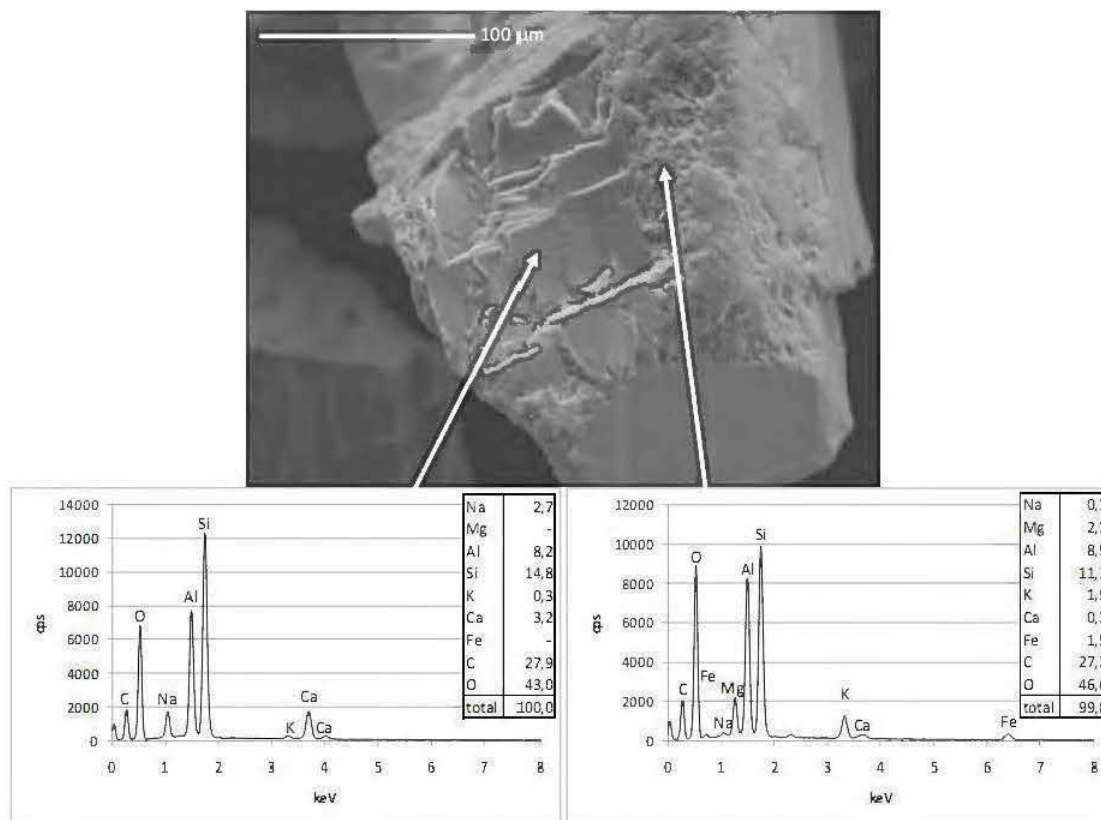 100 µm
14000
12000
10000
8000
6000
4000
2000
0
cps
C
O
Na
Al
Si
K
Ca
Ca
0 1 2 3 4 5 6 7 8
keV
Na 2,7
Mg -
Al 8,2
Si 14,8
K 0,3
Ca 3,2
Fe -
C 27,9
O 43,0
total 100,0
12000
10000
8000
6000
4000
2000
0
cps
C
O
Fe
Na
Mg
Al
Si
K
Ca
Fe
0 1 2 3 4 5 6 7 8
keV
Na
Mg
Al
Si
K
Ca
Fe
C
O
total